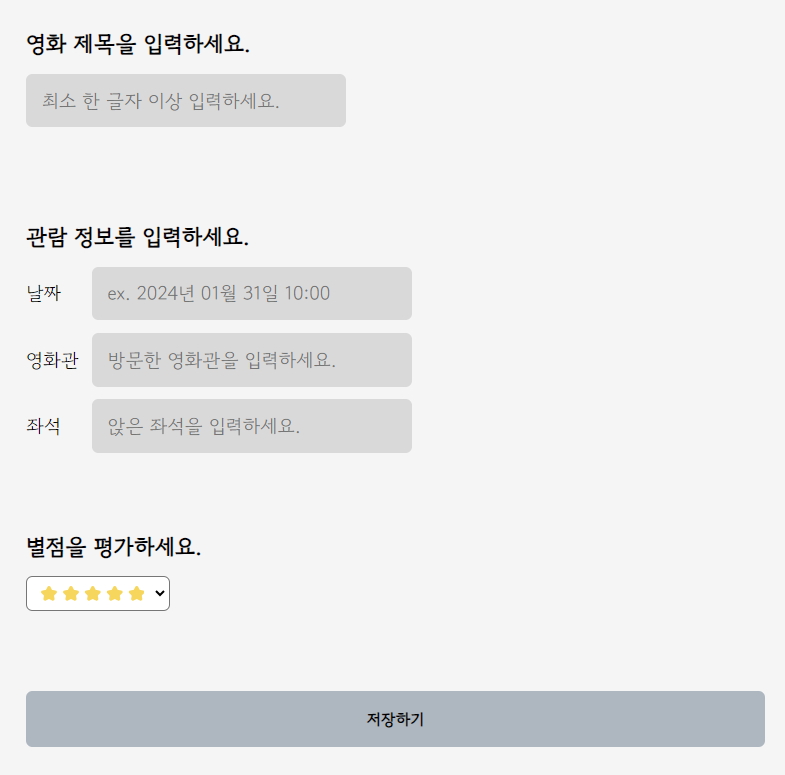 영화 제목을 입력하세요.
최소 한 글자 이상 입력하세요.
관람 정보를 입력하세요.
날짜 ex. 2024년 01월 31일 10:00
영화관 방문한 영화관을 입력하세요.
좌석 앉은 좌석을 입력하세요.
별점을 평가하세요.
저장하기